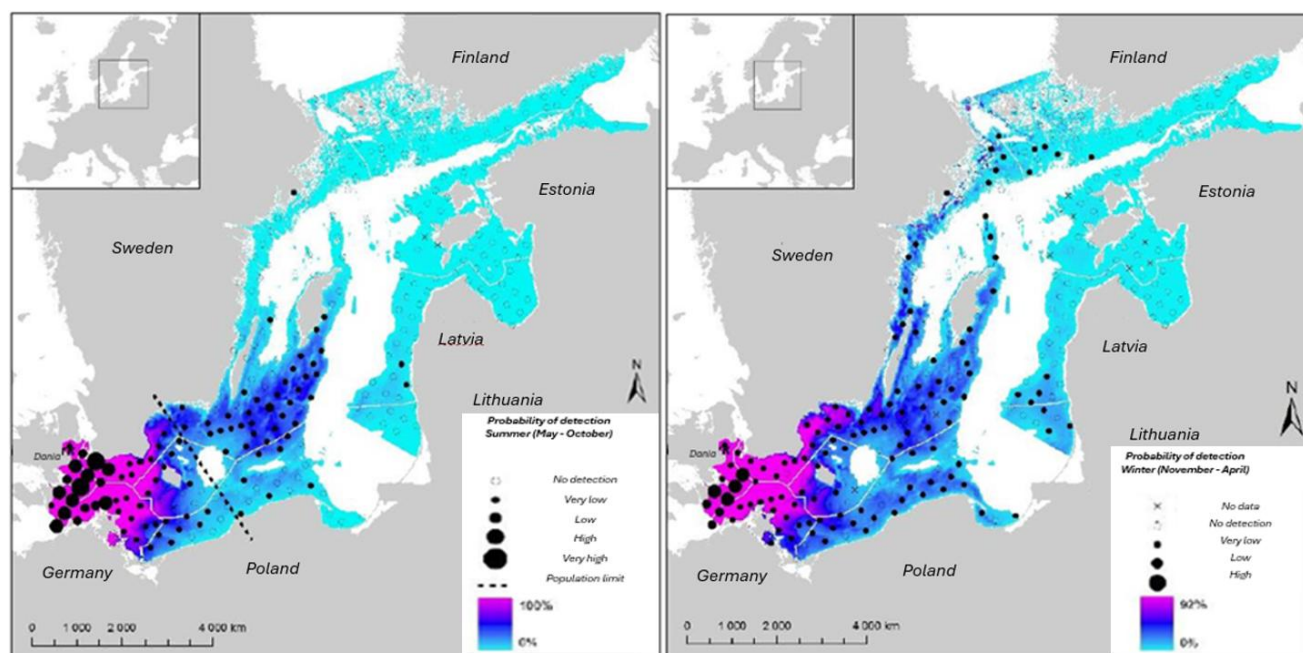 Finland
Estonia
Sweden
Latvia
Lithuania
Dania
Germany
Poland
Probability of detection
Summer (May - October)
No detection
Very low
Low
High
Very high
Population limit
100%
0%
N
0 1 000 2 000 4 000 km
Finland
Estonia
Sweden
Latvia
Lithuania
Dania
Germany
Poland
Probability of detection
Winter (November - April)
No data
No detection
Very low
Low
High
92%
0%
N
0 1 000 2 000 4 000 km